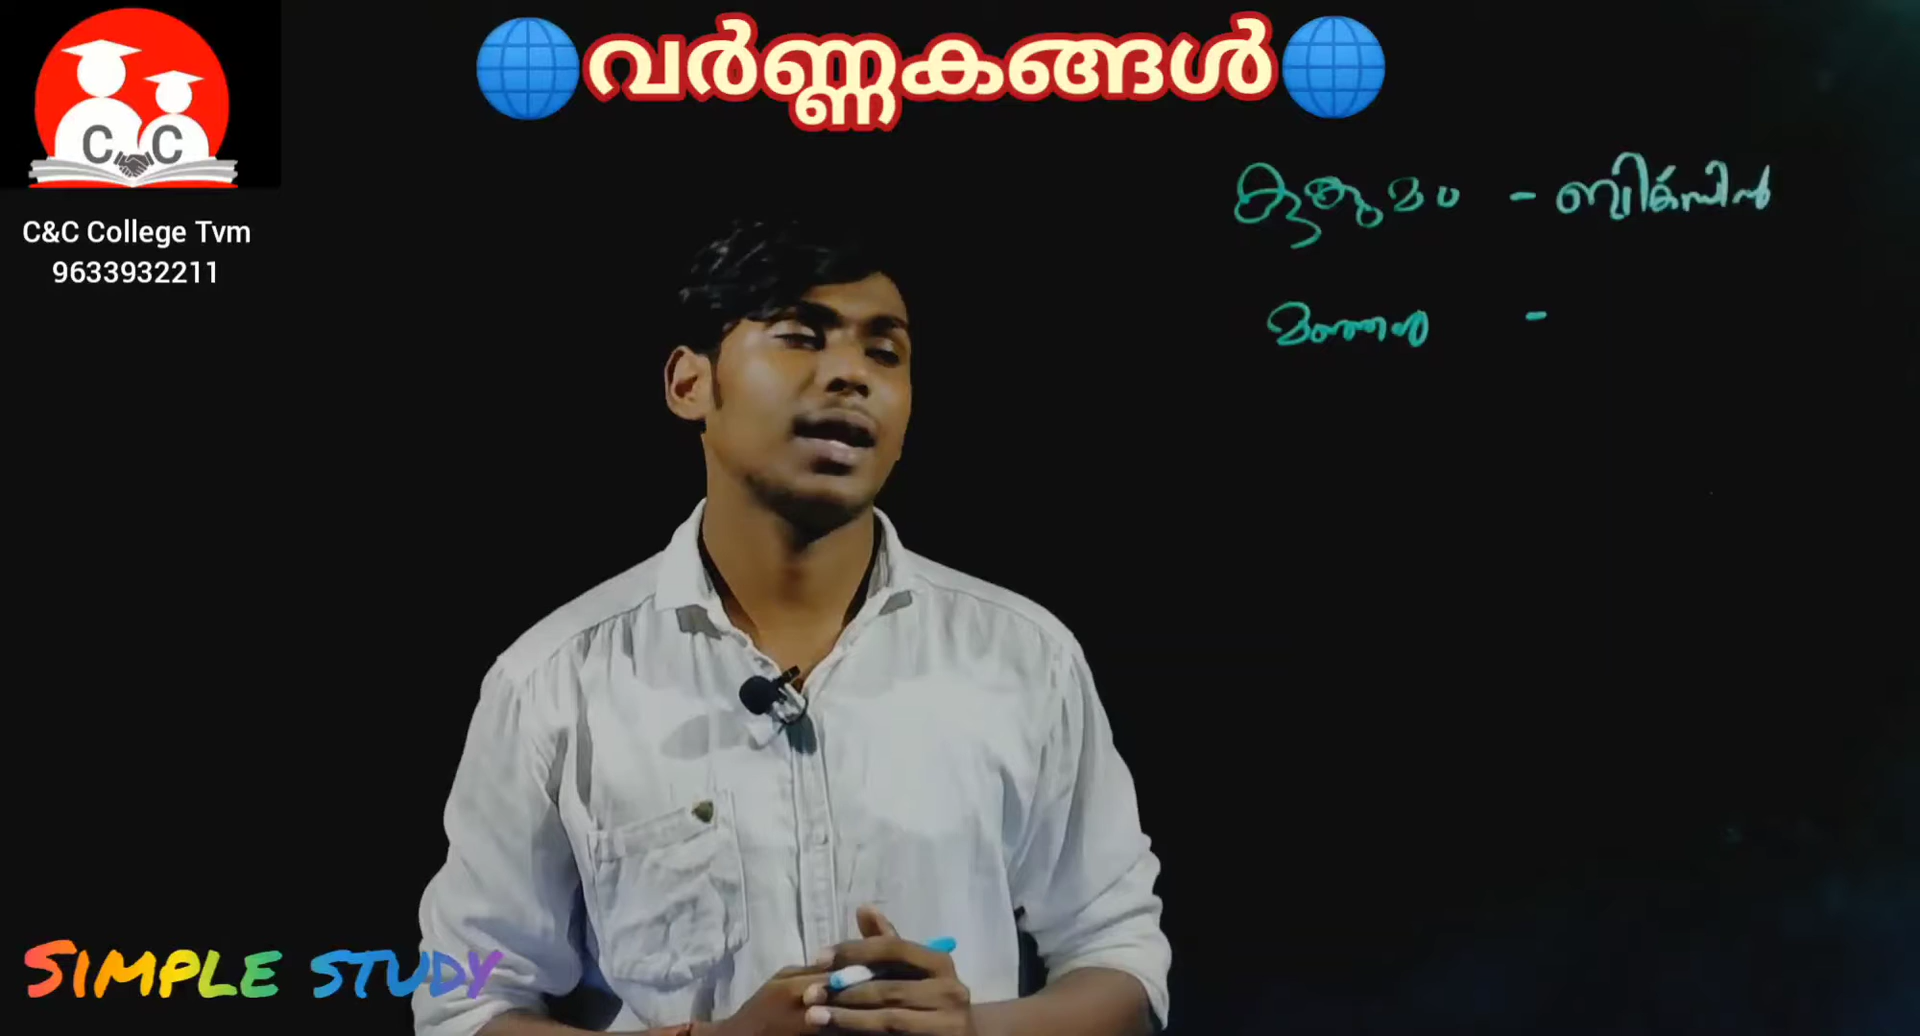 വർണ്ണകങ്ങൾ
C C
C&C College Tvm
9633932211
കുങ്കുമം - ബിക്സിൻ
മഞ്ഞൾ -
SIMPLE STUDY